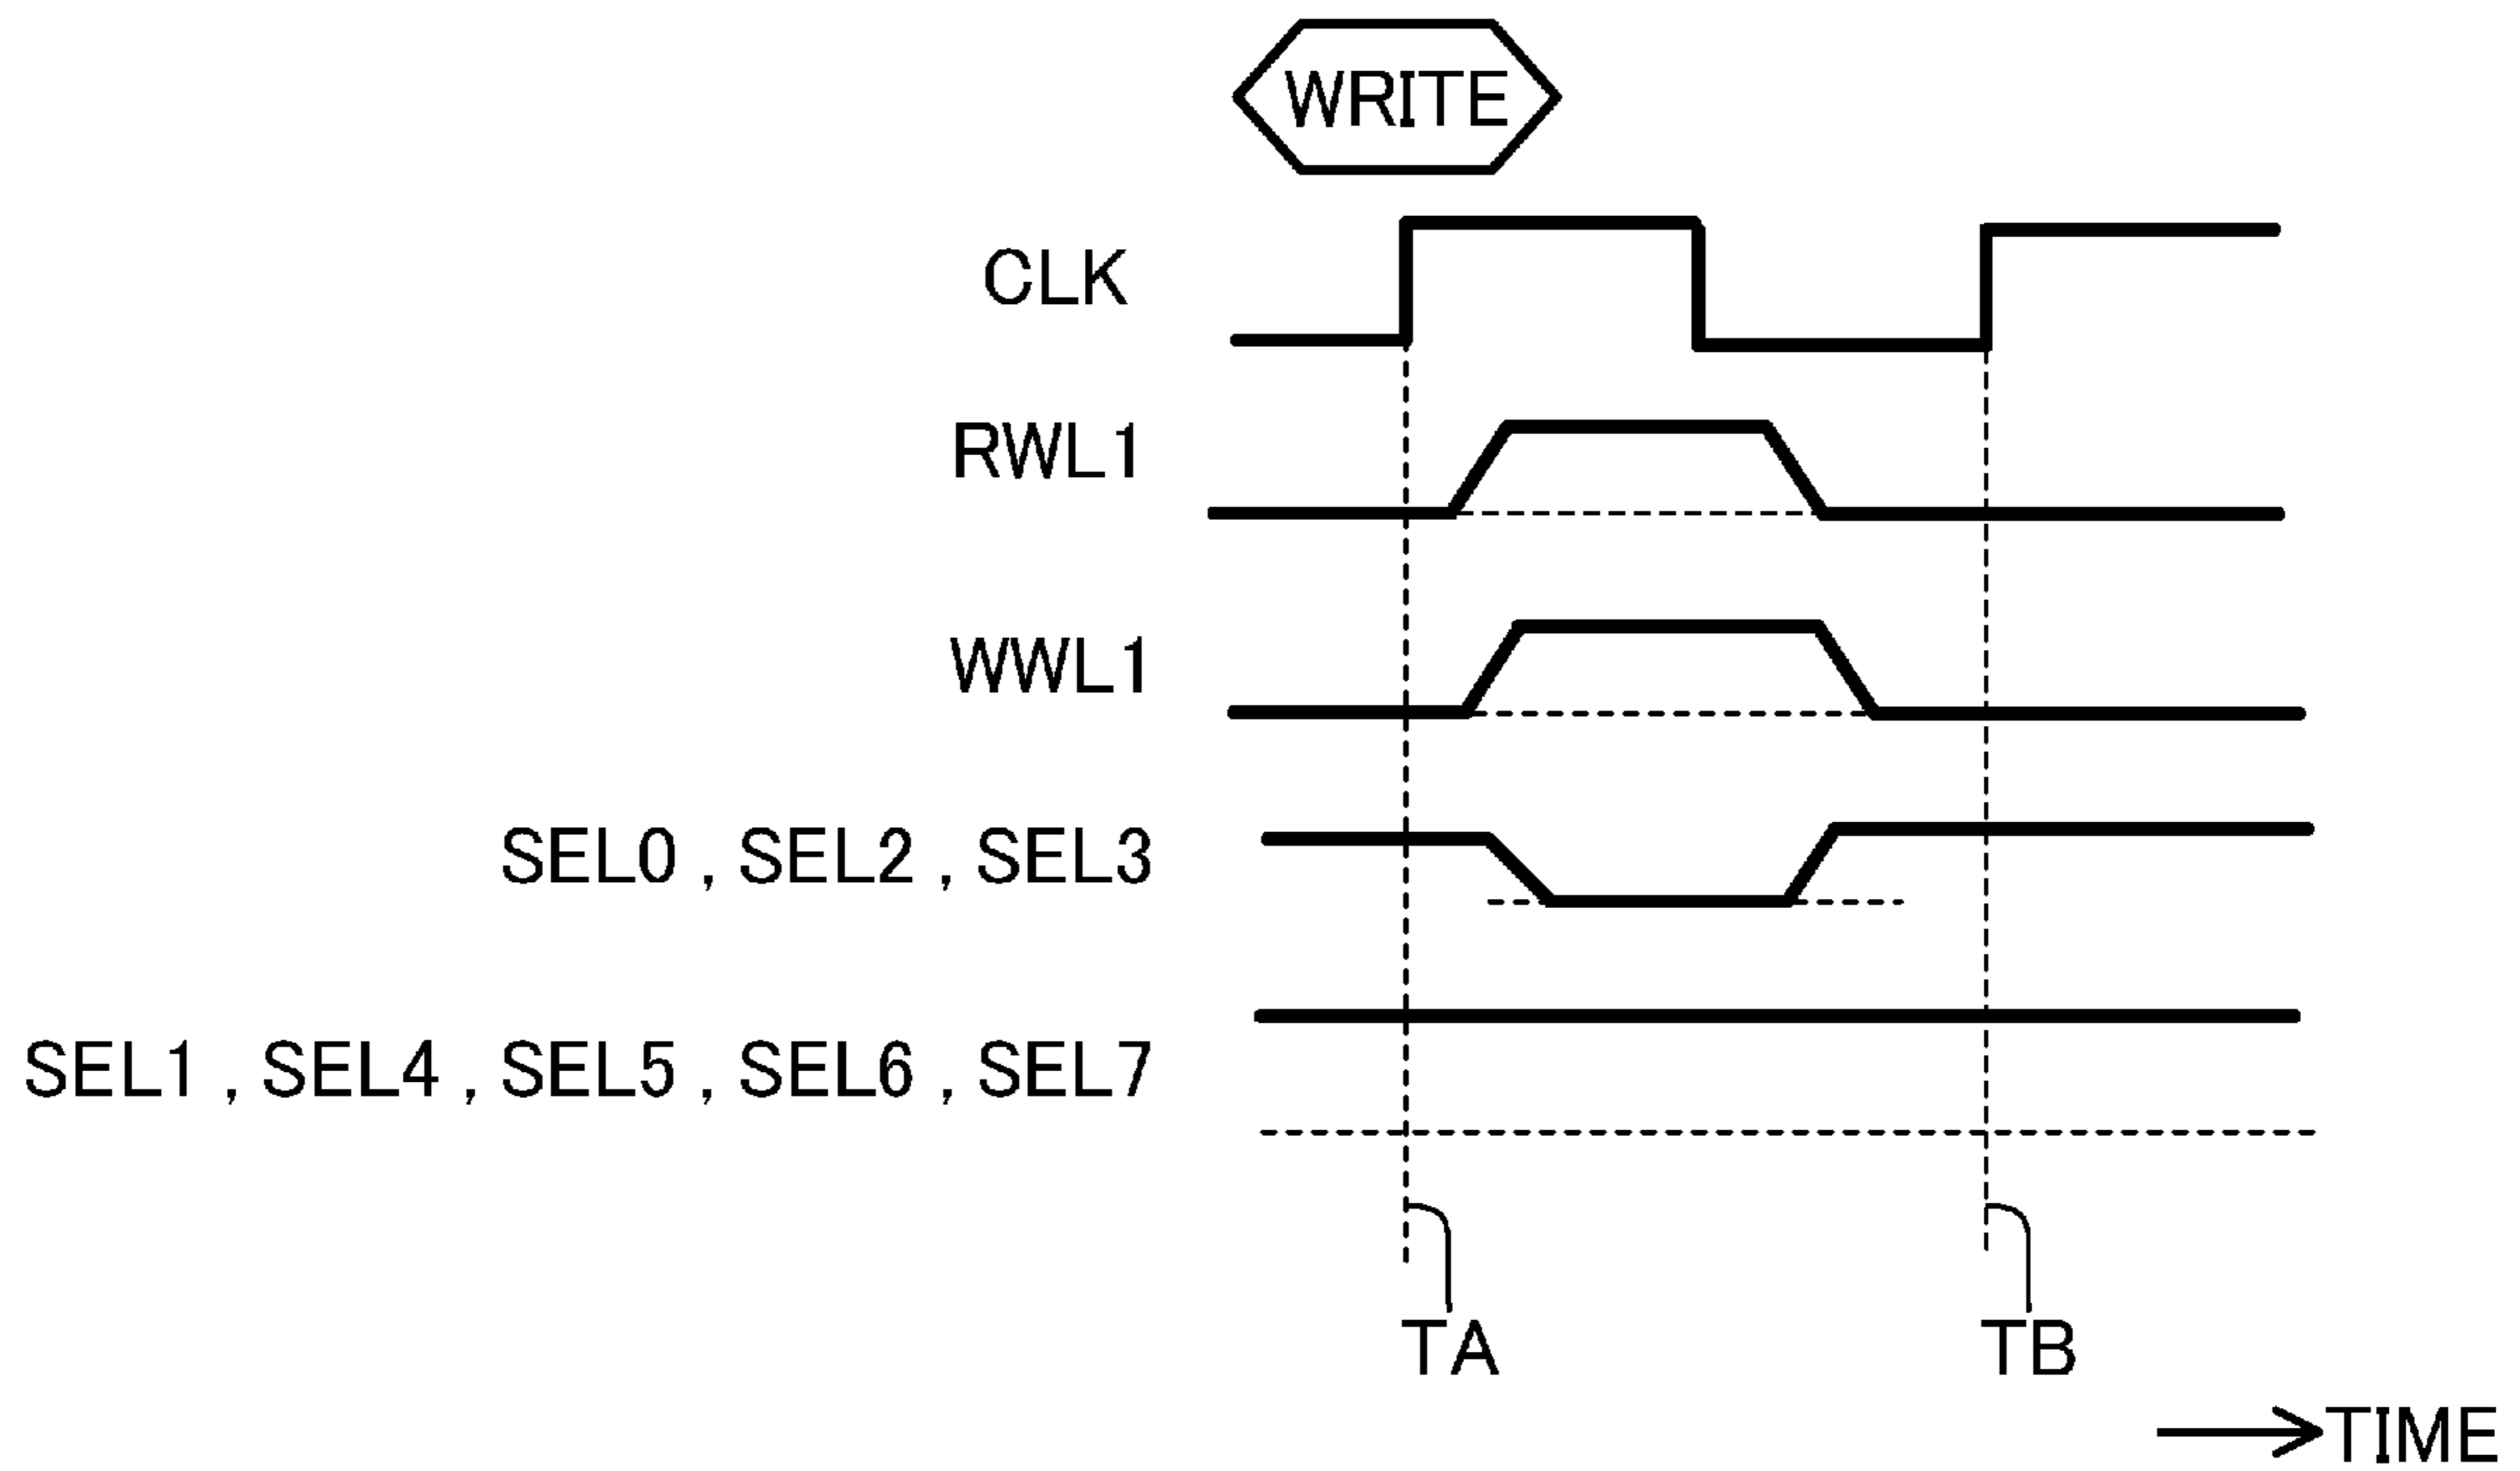 WRITE
CLK
RWL1
WWL1
SEL0 , SEL2 , SEL3
SEL1 , SEL4 , SEL5 , SEL6 , SEL7
TA TB
TIME